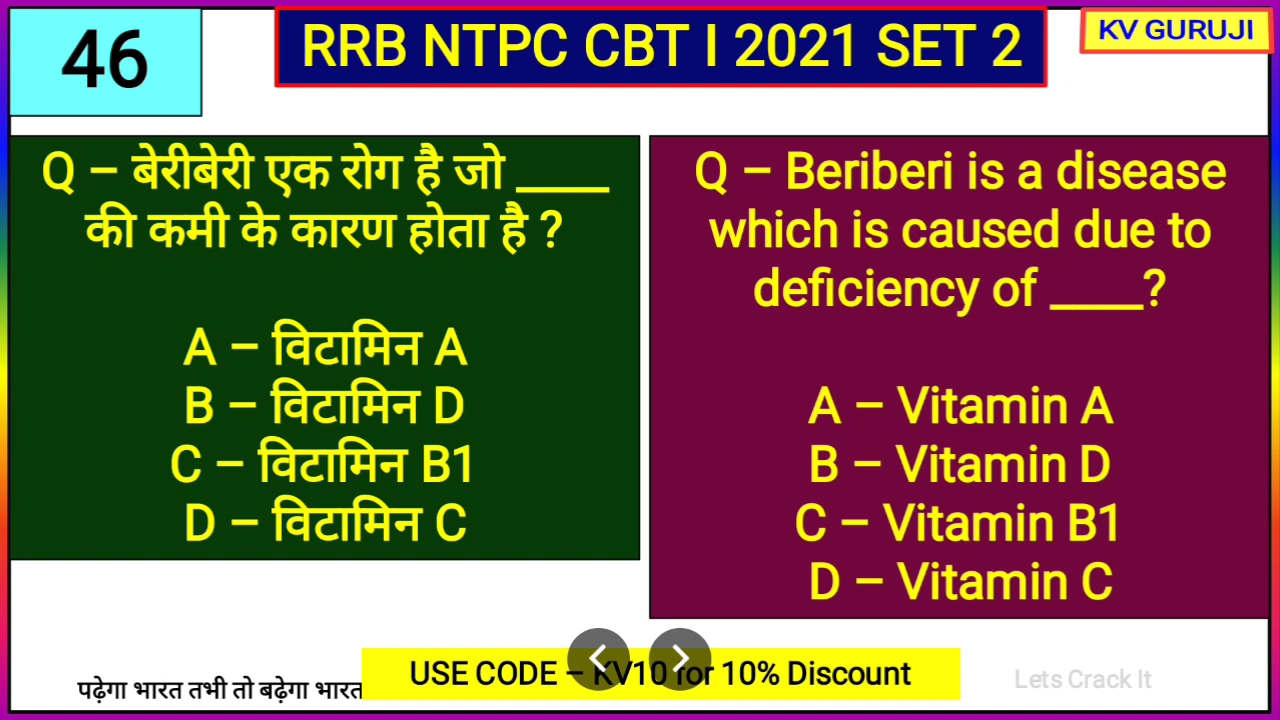 46
RRB NTPC CBT I 2021 SET 2
KV GURUJI
Q – बेरीबेरी एक रोग है जो ____
की कमी के कारण होता है ?
A – विटामिन A
B – विटामिन D
C – विटामिन B1
D – विटामिन C
Q – Beriberi is a disease
which is caused due to
deficiency of ____?
A – Vitamin A
B – Vitamin D
C – Vitamin B1
D – Vitamin C
पढ़ेगा भारत तभी तो बढ़ेगा भारत
USE CODE – KV10 for 10% Discount
Lets Crack It